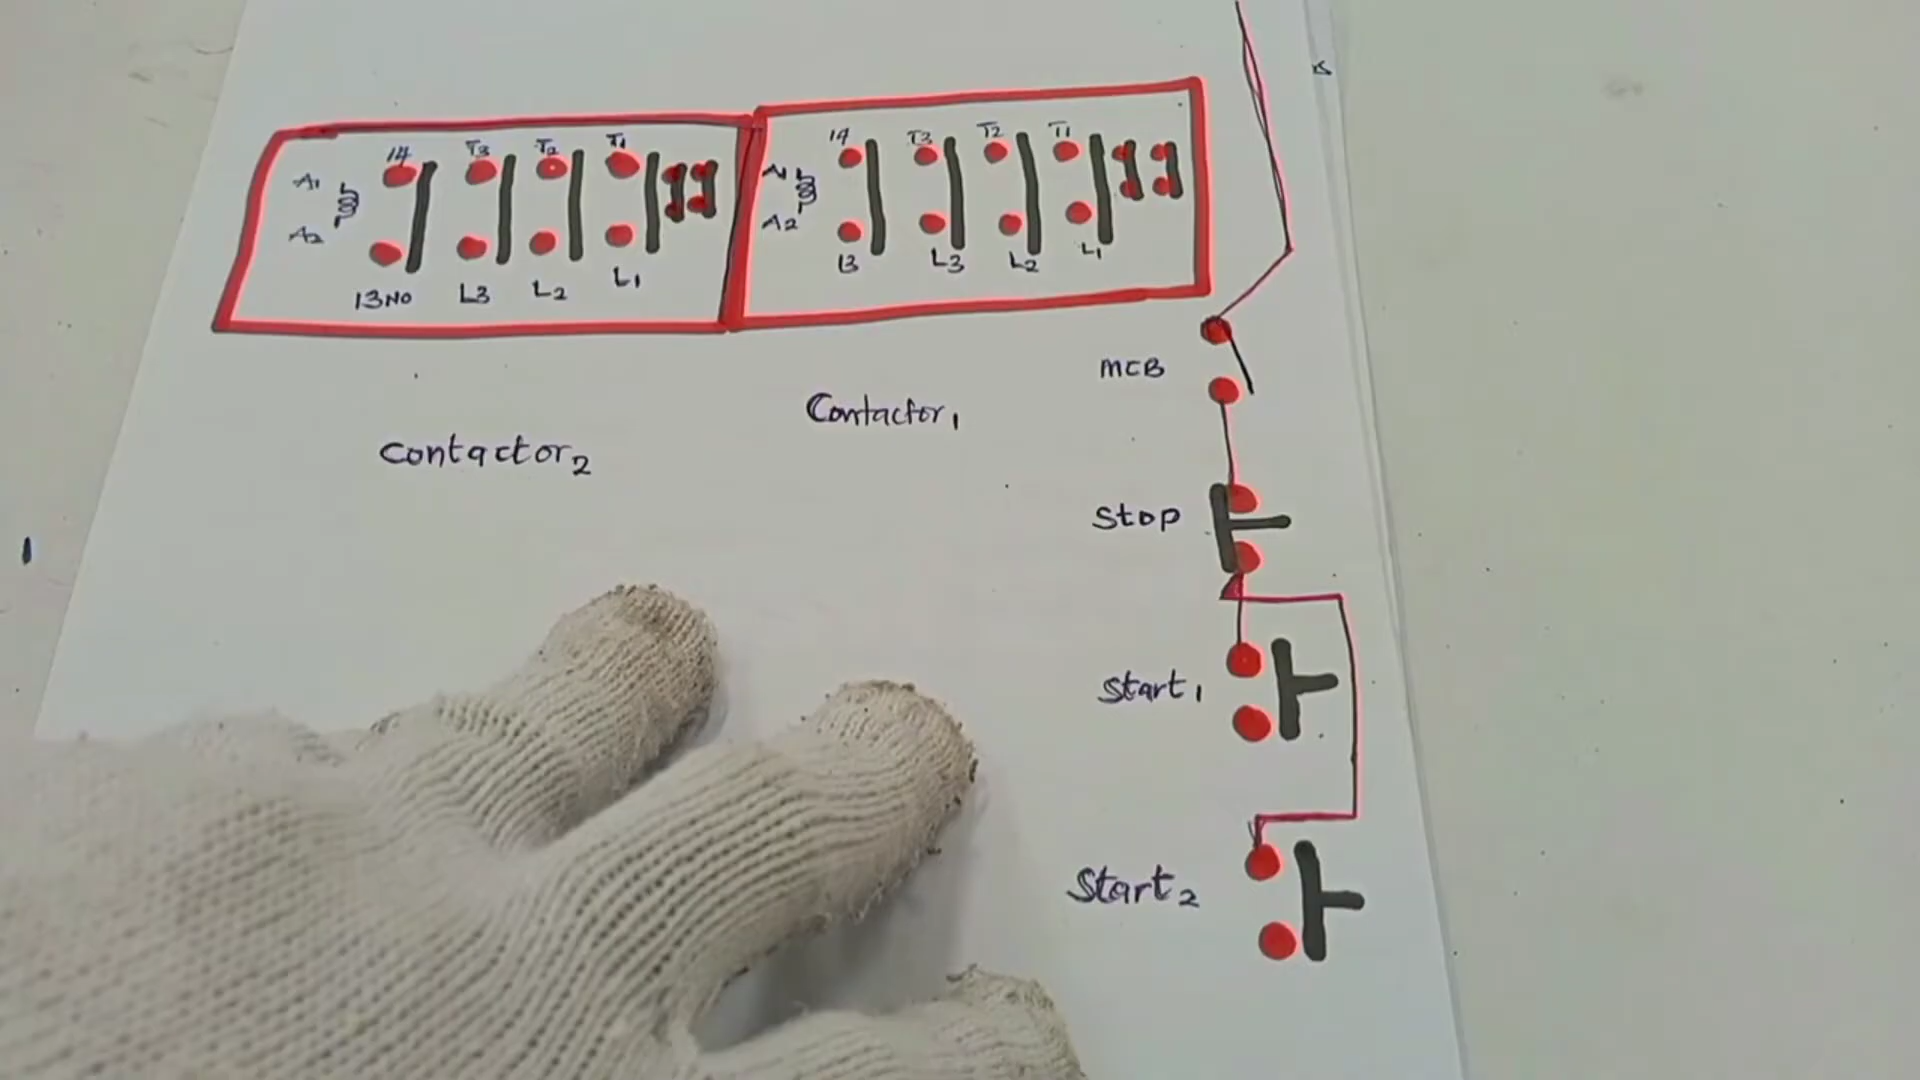 14 T3 T2 T1
A1
A2
13NO L3 L2 L1
14 T3 T2 T1
A1
A2
13 L3 L2 L1
Contactor2
Contactor1
MCB
Stop
Start1
Start2